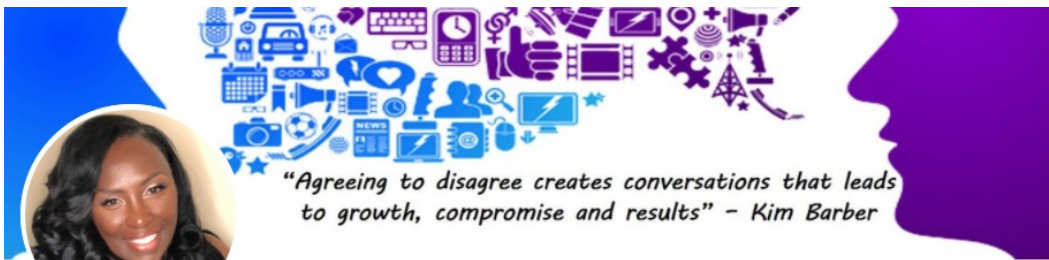 NEWS
“Agreeing to disagree creates conversations that leads
to growth, compromise and results” - Kim Barber